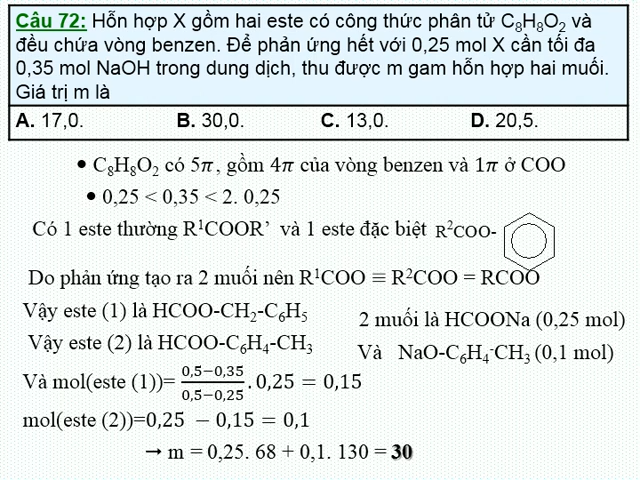 Câu 72: Hỗn hợp X gồm hai este có công thức phân tử C₈H₈O₂ và
đều chứa vòng benzen. Để phản ứng hết với 0,25 mol X cần tối đa
0,35 mol NaOH trong dung dịch, thu được m gam hỗn hợp hai muối.
Giá trị m là
A. 17,0. B. 30,0. C. 13,0. D. 20,5.
• C₈H₈O₂ có 5π, gồm 4π của vòng benzen và 1π ở COO
• 0,25 < 0,35 < 2. 0,25
Có 1 este thường R¹COOR’ và 1 este đặc biệt R²COO-
Do phản ứng tạo ra 2 muối nên R¹COO ≡ R²COO = RCOO
Vậy este (1) là HCOO-CH₂-C₆H₅
Vậy este (2) là HCOO-C₆H₄-CH₃
2 muối là HCOONa (0,25 mol)
Và NaO-C₆H₄-CH₃ (0,1 mol)
Và mol(este (1))= (0,5−0,35)/(0,5−0,25) . 0,25 = 0,15
mol(este (2))=0,25 − 0,15 = 0,1
→ m = 0,25. 68 + 0,1. 130 = 30